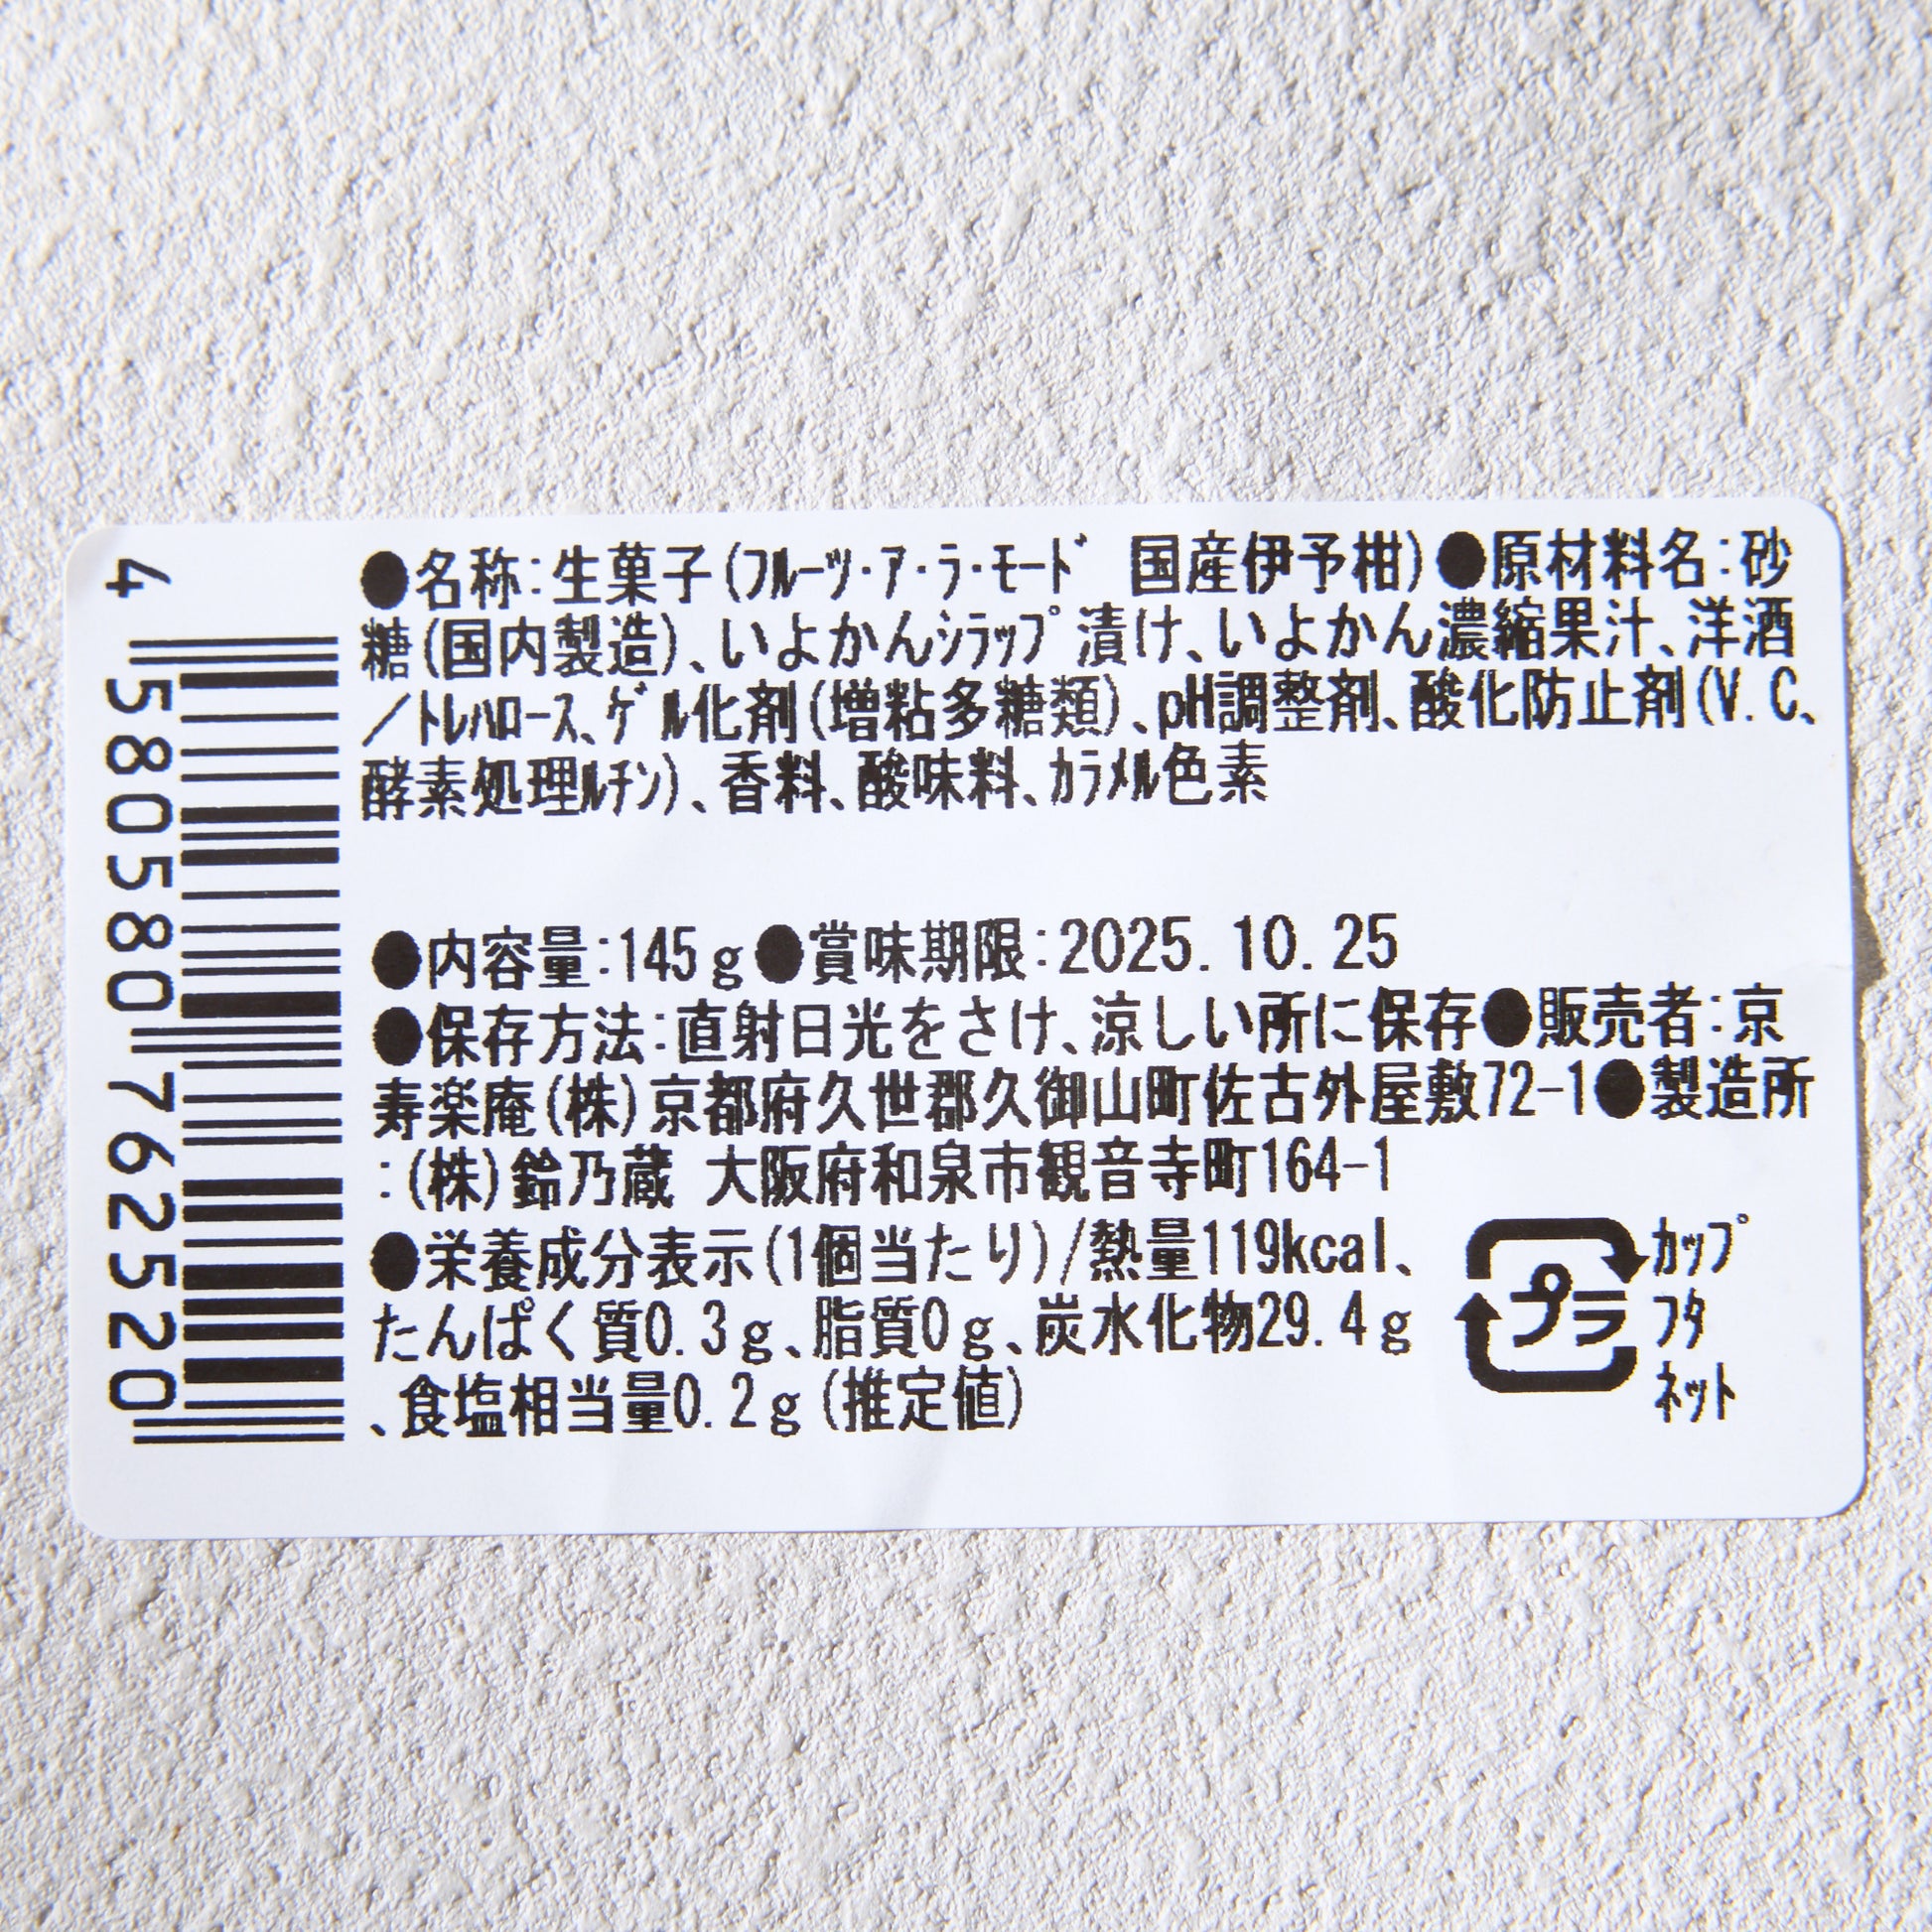 4 580580 762520
●名称:生菓子(ﾌﾙｰﾂ･ｱ･ﾗ･ﾓｰﾄﾞ 国産伊予柑)●原材料名:砂
糖(国内製造)、いよかんｼﾗｯﾌﾟ漬け、いよかん濃縮果汁、洋酒
／ﾄﾚﾊﾛｰｽ、ｹﾞﾙ化剤(増粘多糖類)、pH調整剤、酸化防止剤(V.C、
酵素処理ﾙﾁﾝ)、香料、酸味料、ｶﾗﾒﾙ色素
●内容量:145g●賞味期限:2025.10.25
●保存方法:直射日光をさけ、涼しい所に保存●販売者:京
寿楽庵(株)京都府久世郡久御山町佐古外屋敷72-1●製造所
:(株)鈴乃蔵 大阪府和泉市観音寺町164-1
●栄養成分表示(1個当たり)/熱量119kcal、
たんぱく質0.3g、脂質0g、炭水化物29.4g
、食塩相当量0.2g(推定値)
プラ
ｶｯﾌﾟ
ﾌﾀ
ﾈｯﾄ